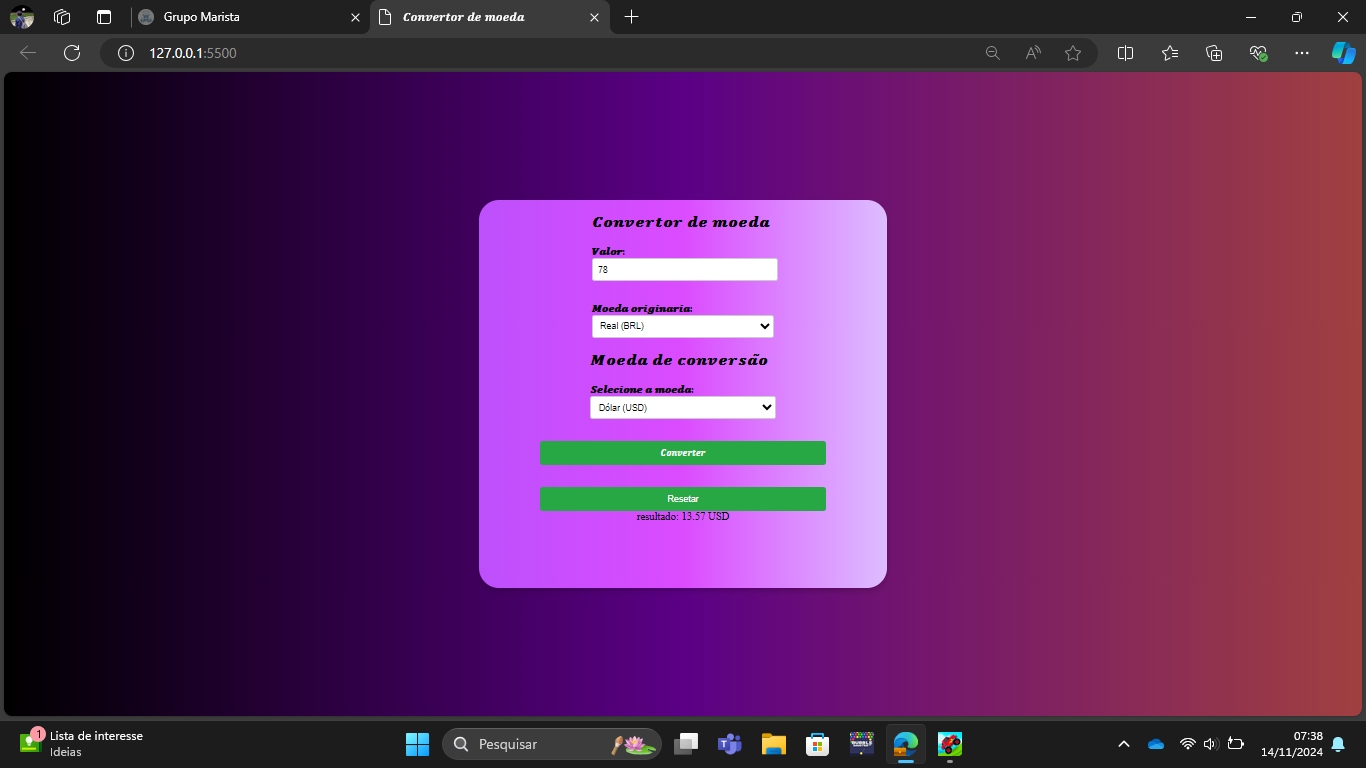 Grupo Marista
Convertor de moeda
127.0.0.1:5500
Convertor de moeda
Valor:
78
Moeda originaria:
Real (BRL)
Moeda de conversão
Selecione a moeda:
Dólar (USD)
Converter
Resetar
resultado: 13.57 USD
1
Lista de interesse
Ideias
Pesquisar
07:38
14/11/2024